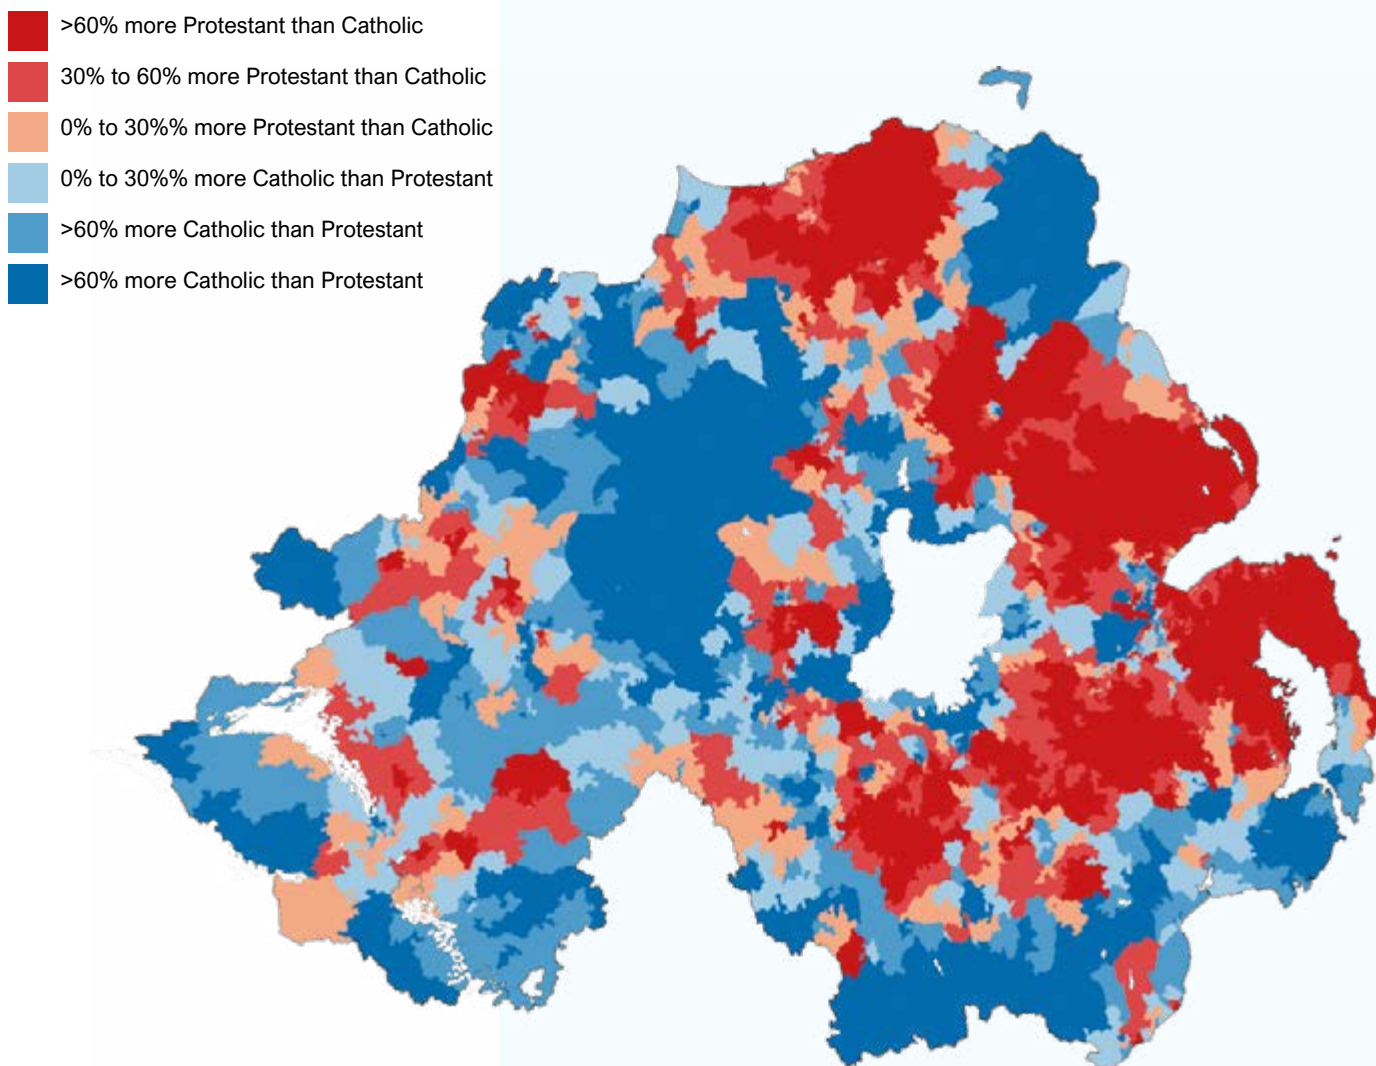 >60% more Protestant than Catholic
30% to 60% more Protestant than Catholic
0% to 30%% more Protestant than Catholic
0% to 30%% more Catholic than Protestant
>60% more Catholic than Protestant
>60% more Catholic than Protestant